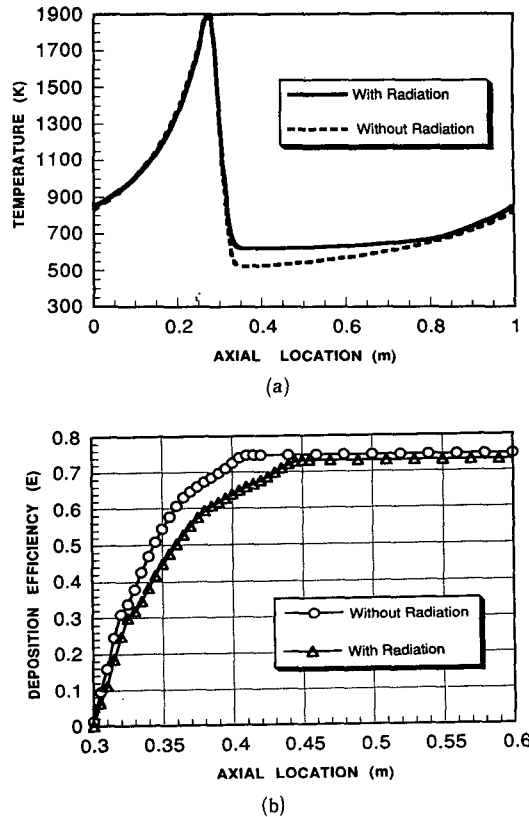 1900
1700
1500
1300
1100
900
700
500
300
TEMPERATURE (K)
With Radiation
Without Radiation
0 0.2 0.4 0.6 0.8 1
AXIAL LOCATION (m)
(a)
0.8
0.7
0.6
0.5
0.4
0.3
0.2
0.1
0
DEPOSITION EFFICIENCY (E)
Without Radiation
With Radiation
0.3 0.35 0.4 0.45 0.5 0.55 0.6
AXIAL LOCATION (m)
(b)